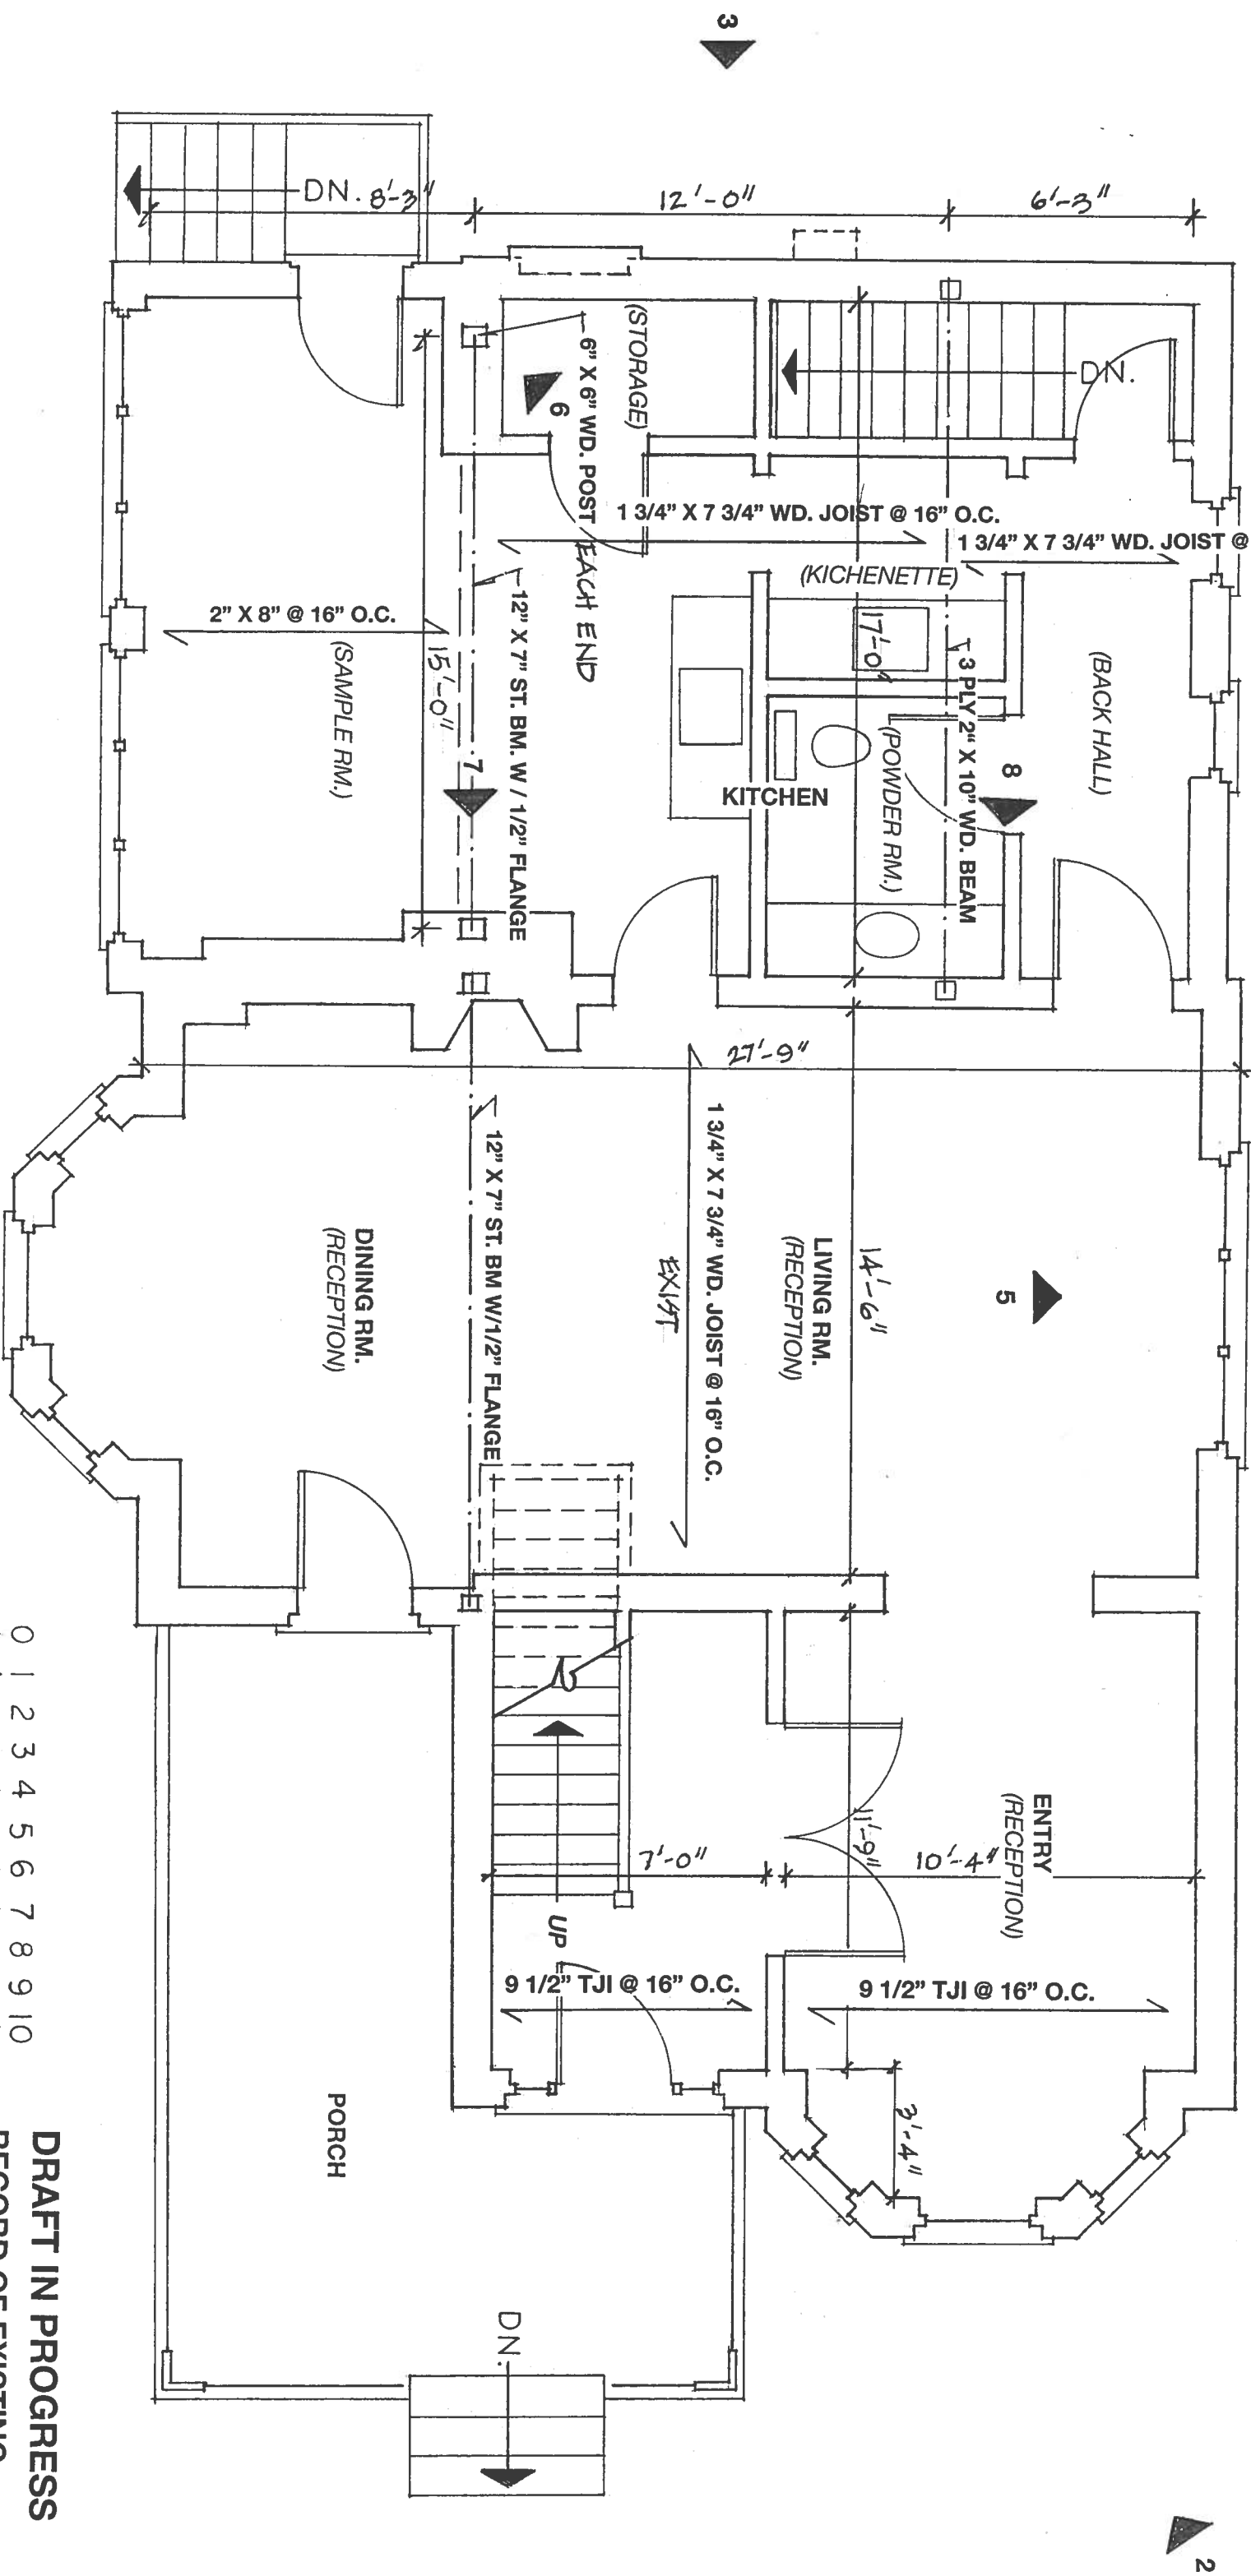 3
DN.
8'-3"
12'-0"
6'-3"
(STORAGE)
DN.
6" X 6" WD. POST EACH END
6
1 3/4" X 7 3/4" WD. JOIST @ 16" O.C.
1 3/4" X 7 3/4" WD. JOIST @
(KICHENETTE)
2" X 8" @ 16" O.C.
12" X 7" ST. BM. W / 1/2" FLANGE
17'-0"
3 PLY 2" X 10" WD. BEAM
(BACK HALL)
(SAMPLE RM.)
15'-0"
7
KITCHEN
(POWDER RM.)
8
27'-9"
1 3/4" X 7 3/4" WD. JOIST @ 16" O.C.
EXIST
12" X 7" ST. BM W/1/2" FLANGE
DINING RM.
(RECEPTION)
LIVING RM.
(RECEPTION)
14'-6"
5
7'-0"
11'-9"
10'-4"
ENTRY
(RECEPTION)
UP
9 1/2" TJI @ 16" O.C.
9 1/2" TJI @ 16" O.C.
3'-4"
PORCH
DN.
0 1 2 3 4 5 6 7 8 9 10
DRAFT IN PROGRESS
RECORD OF EXISTING
2